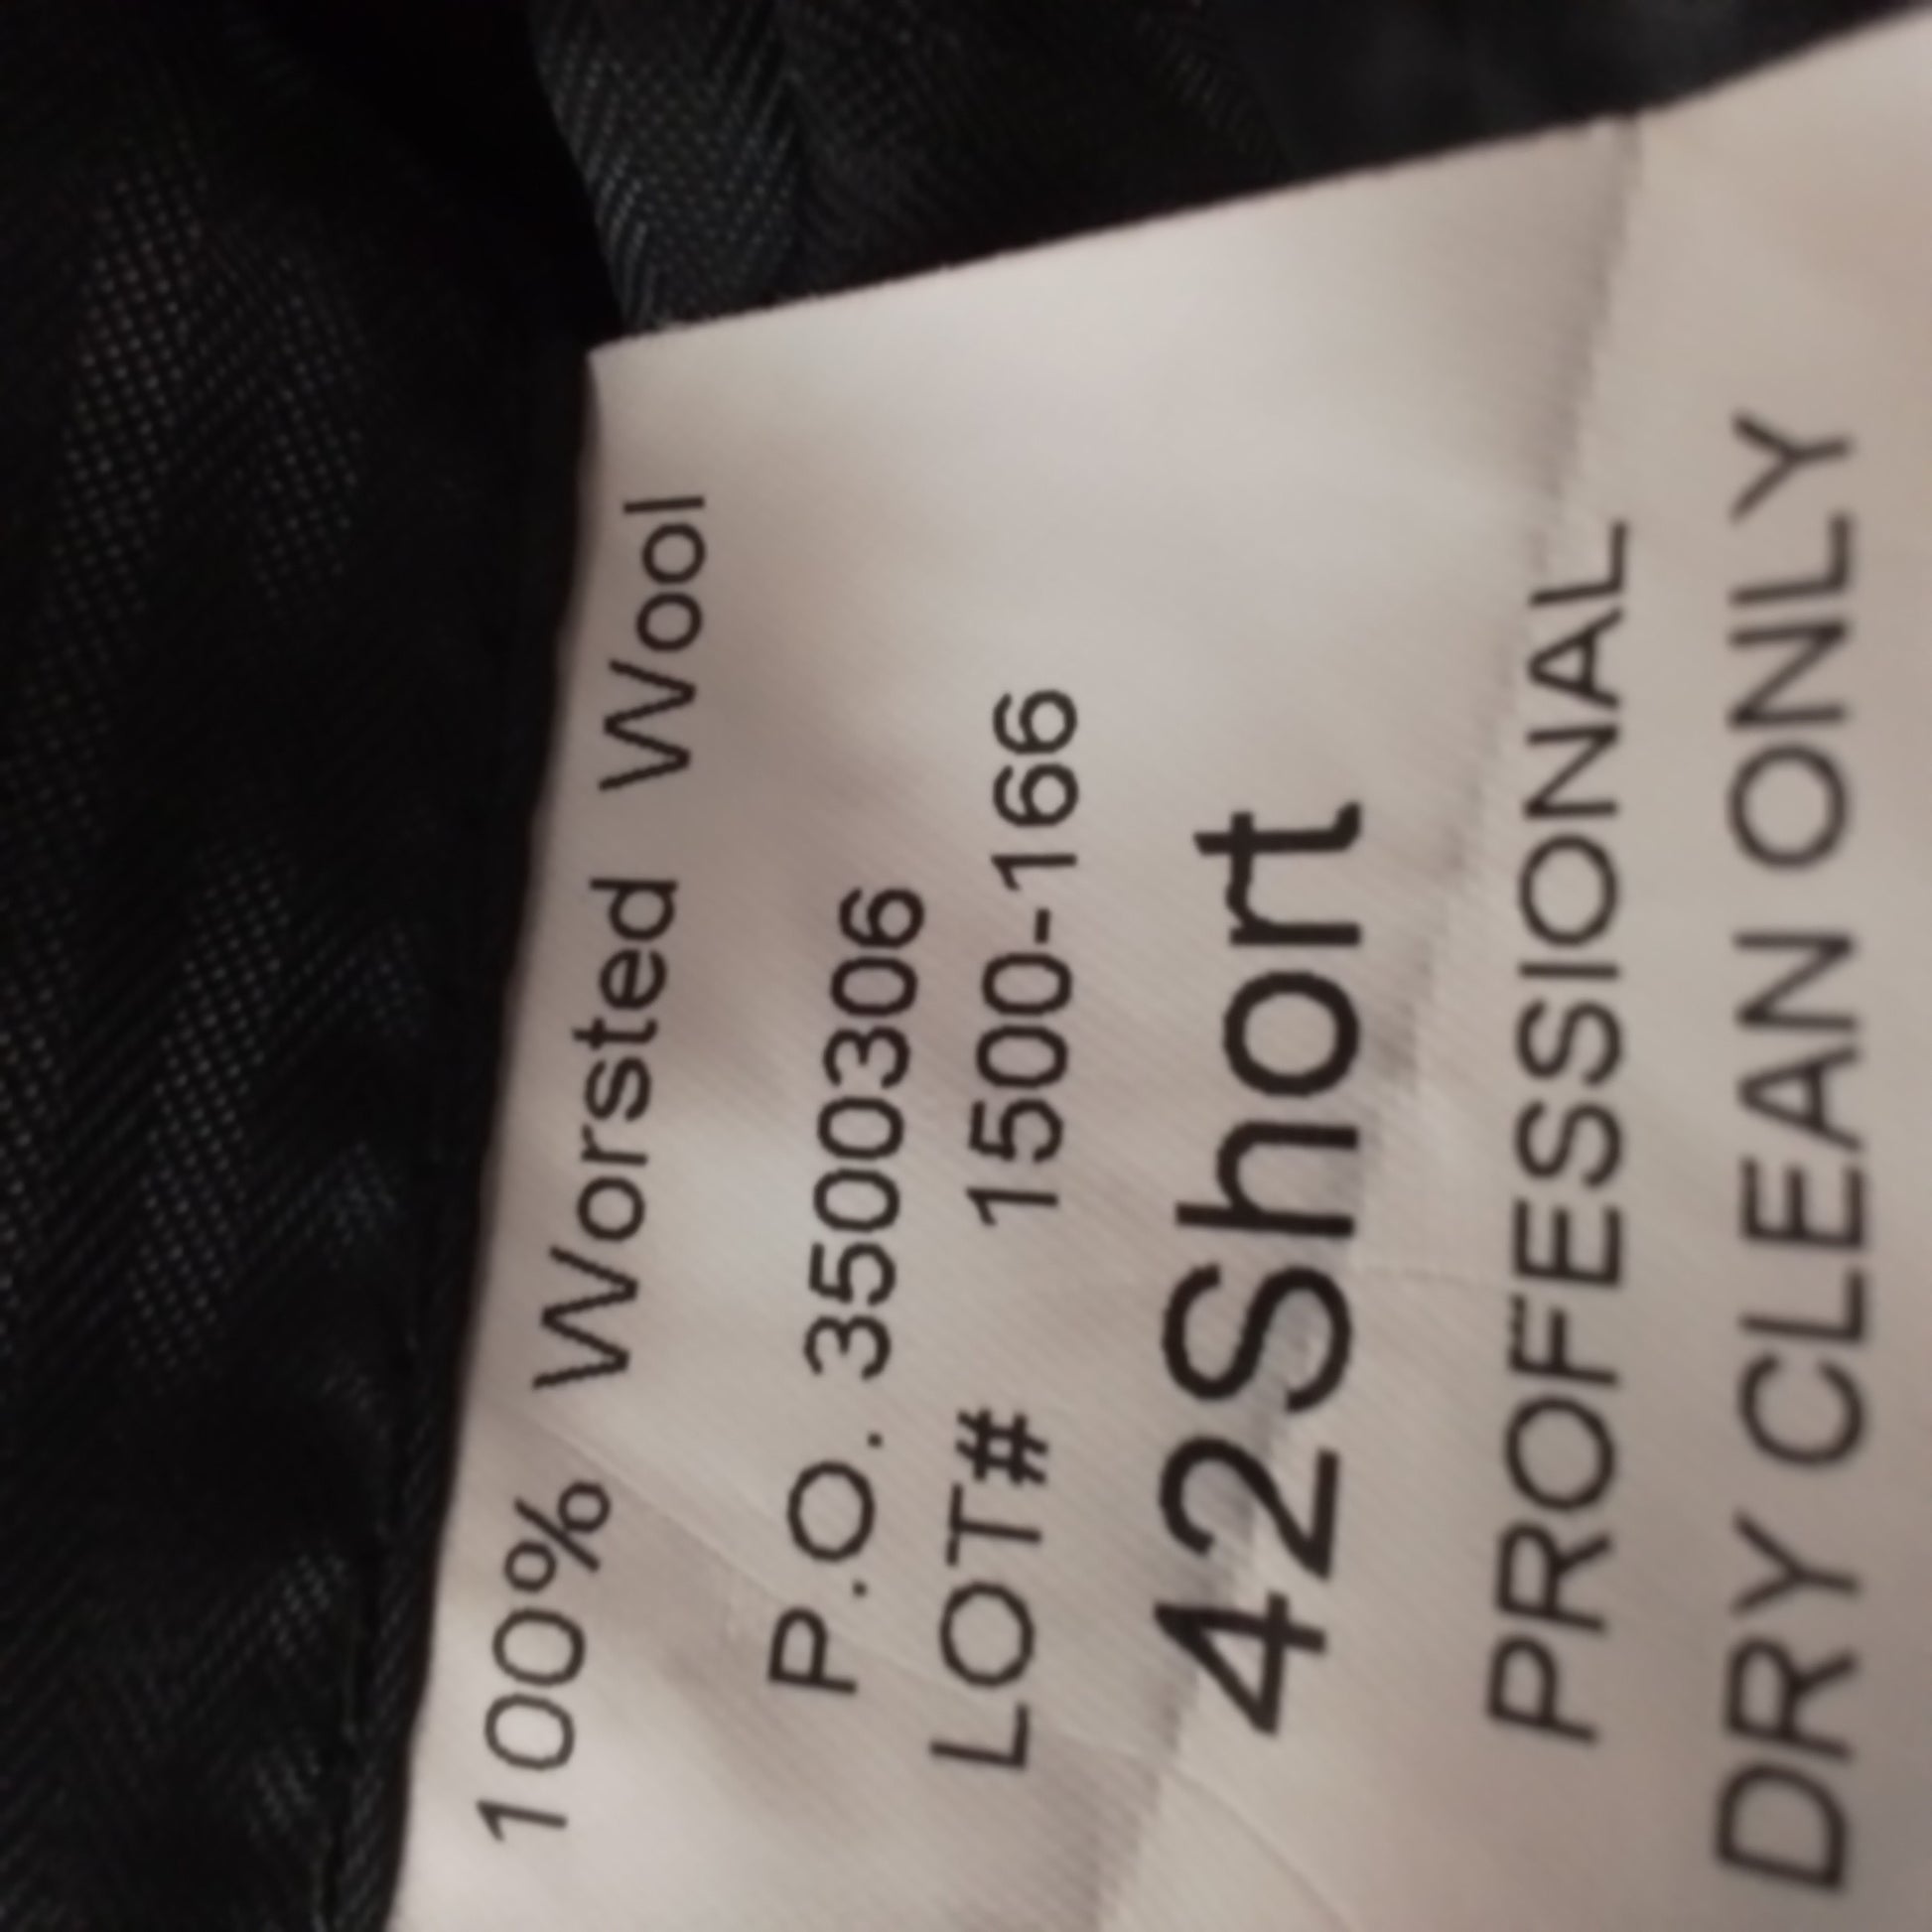 100% Worsted Wool
P.O. 3500306
LOT# 1500-166
42Short
PROFESSIONAL
DRY CLEAN ONLY